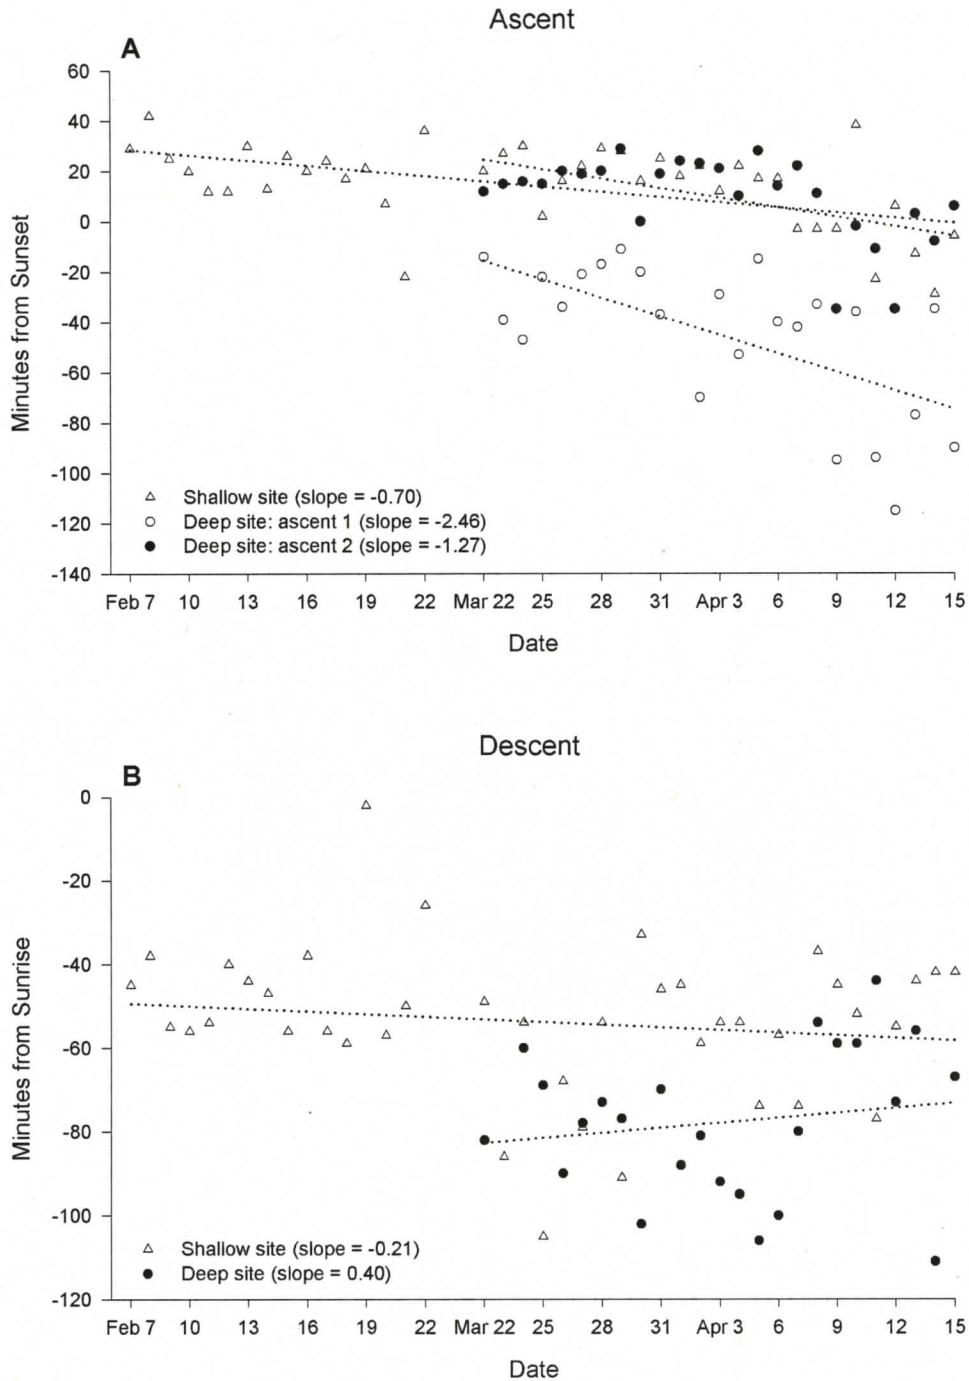 Ascent
A
60
40
20
0
-20
-40
-60
-80
-100
-120
-140
Minutes from Sunset
Shallow site (slope = -0.70)
Deep site: ascent 1 (slope = -2.46)
Deep site: ascent 2 (slope = -1.27)
Feb 7 10 13 16 19 22 Mar 22 25 28 31 Apr 3 6 9 12 15
Date
Descent
B
0
-20
-40
-60
-80
-100
-120
Minutes from Sunrise
Shallow site (slope = -0.21)
Deep site (slope = 0.40)
Feb 7 10 13 16 19 22 Mar 22 25 28 31 Apr 3 6 9 12 15
Date